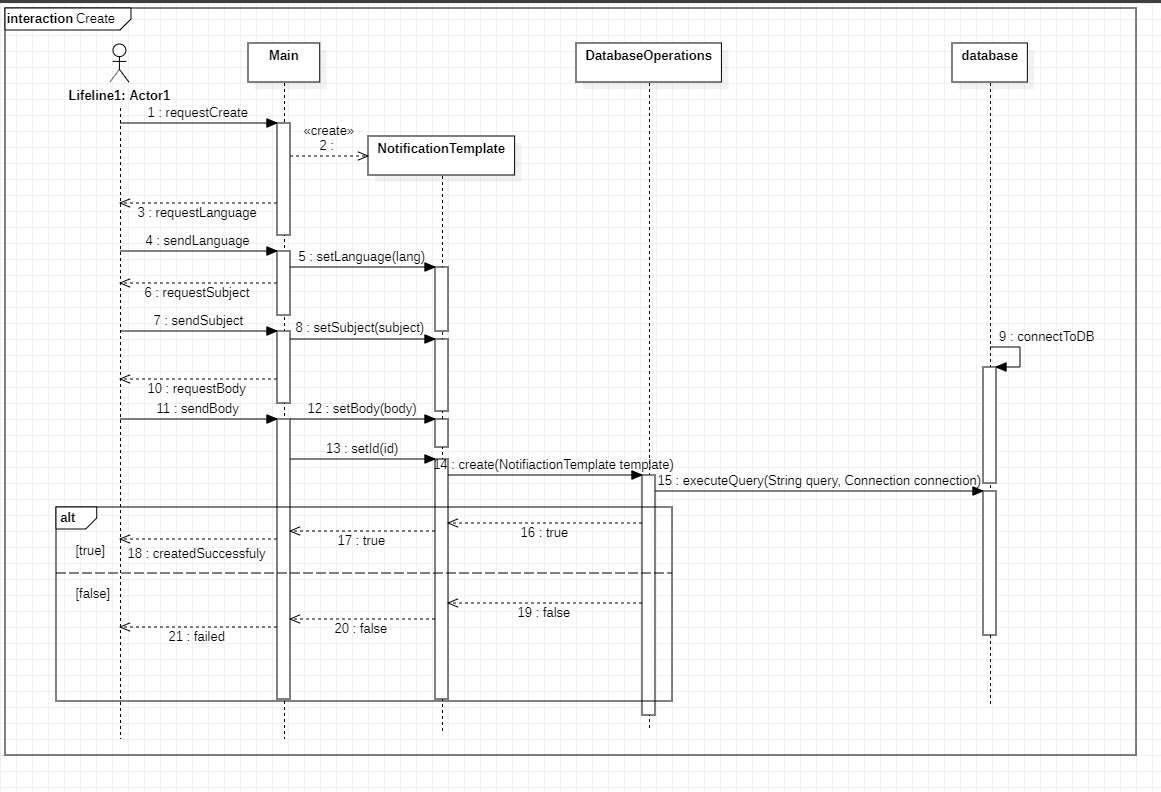 interaction Create
Main
DatabaseOperations
database
Lifeline1: Actor1
1 : requestCreate
«create»
2 :
NotificationTemplate
3 : requestLanguage
4 : sendLanguage
5 : setLanguage(lang)
6 : requestSubject
7 : sendSubject
8 : setSubject(subject)
9 : connectToDB
10 : requestBody
11 : sendBody
12 : setBody(body)
13 : setId(id)
14 : create(NotifiactionTemplate template)
15 : executeQuery(String query, Connection connection)
alt
16 : true
17 : true
[true]
18 : createdSuccessfuly
[false]
19 : false
20 : false
21 : failed